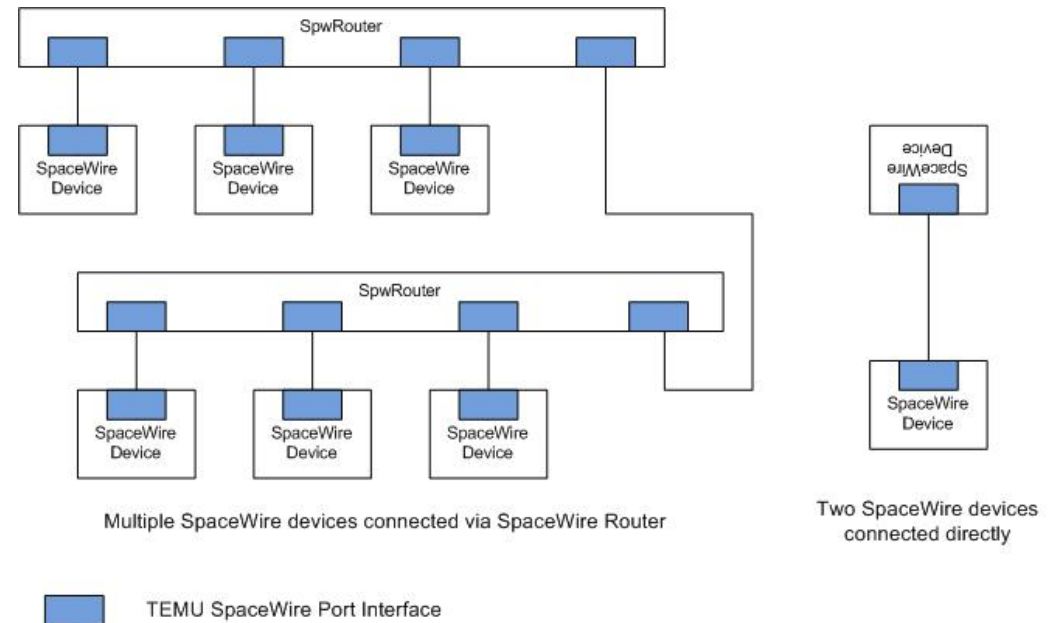 SpwRouter
SpaceWire
Device
SpaceWire
Device
SpaceWire
Device
SpwRouter
SpaceWire
Device
SpaceWire
Device
SpaceWire
Device
Multiple SpaceWire devices connected via SpaceWire Router
SpaceWire
Device
SpaceWire
Device
Two SpaceWire devices
connected directly
TEMU SpaceWire Port Interface